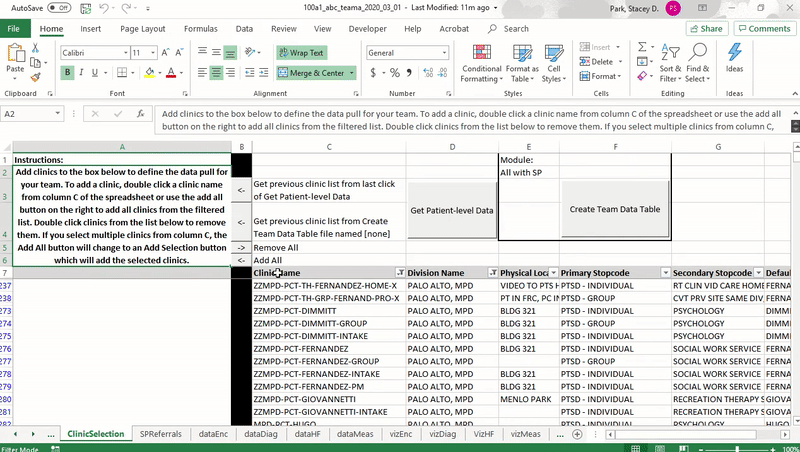 AutoSave Off 100a1_abc_teama_2020_03_01 • Last Modified: 11m ago Park, Stacey D. PS
File Home Insert Page Layout Formulas Data Review View Help Acrobat Search Share Comments
Paste Calibri 11 A A Wrap Text General Conditional Formatting Format as Table Cell Styles Insert Delete Format Sort & Filter Find & Select Ideas
B I U Merge & Center $ % ,
Clipboard Font Alignment Number Styles Cells Editing Ideas
A2 fx Add clinics to the box below to define the data pull for your team. To add a clinic, double click a clinic name from column C of the spreadsheet or use the add all
button on the right to add all clinics from the filtered list. Double click clinics from the list below to remove them. If you select multiple clinics from column C,
A B C D E F G
1 Instructions: Module:
2 All with SP
Add clinics to the box below to define the data pull for
your team. To add a clinic, double click a clinic name
from column C of the spreadsheet or use the add all
button on the right to add all clinics from the filtered
list. Double click clinics from the list below to remove
them. If you select multiple clinics from column C, the
Add All button will change to an Add Selection button
which will add the selected clinics.
3 <- Get previous clinic list from last click
of Get Patient-level Data
Get Patient-level Data Create Team Data Table
4 <- Get previous clinic list from Create
Team Data Table file named [none]
5 -> Remove All
6 <- Add All
7 Clinic Name Division Name Physical Loca Primary Stopcode Secondary Stopcode Default
237 ZZMPD-PCT-TH-FERNANDEZ-HOME-X PALO ALTO, MPD VIDEO TO PTS H PTSD - INDIVIDUAL RT CLIN VID CARE HOME FERNA
238 ZZMPD-PCT-TH-GRP-FERNAND-PRO-X PALO ALTO, MPD PT IN FRC, PC IN PTSD - GROUP CVT PRV SITE SAME DIV, FERNA
273 ZZMPD-PCT-DIMMITT PALO ALTO, MPD BLDG 321 PTSD - INDIVIDUAL PSYCHOLOGY DIMM
274 ZZMPD-PCT-DIMMITT-GROUP PALO ALTO, MPD BLDG 321 PTSD - GROUP PSYCHOLOGY DIMM
275 ZZMPD-PCT-DIMMITT-INTAKE PALO ALTO, MPD BLDG 321 PTSD - INDIVIDUAL PSYCHOLOGY DIMM
276 ZZMPD-PCT-FERNANDEZ PALO ALTO, MPD BLDG 321 PTSD - INDIVIDUAL SOCIAL WORK SERVICE FERNA
277 ZZMPD-PCT-FERNANDEZ-GROUP PALO ALTO, MPD PTSD - GROUP SOCIAL WORK SERVICE FERNA
278 ZZMPD-PCT-FERNANDEZ-INTAKE PALO ALTO, MPD BLDG 321 PTSD - INDIVIDUAL SOCIAL WORK SERVICE FERNA
279 ZZMPD-PCT-FERNANDEZ-PM PALO ALTO, MPD BLDG 321 PTSD - INDIVIDUAL SOCIAL WORK SERVICE FERNA
280 ZZMPD-PCT-GIOVANNETTI PALO ALTO, MPD MENLO PARK PTSD - INDIVIDUAL RECREATION THERAPY S GIOVA
281 ZZMPD-PCT-GIOVANNETTI-INTAKE PALO ALTO, MPD PTSD - INDIVIDUAL RECREATION THERAPY S GIOVA
282
ClinicSelection SPReferrals dataEnc dataDiag dataHF dataMeas vizEnc vizDiag VizHF vizMeas ...
Filter Mode 100%